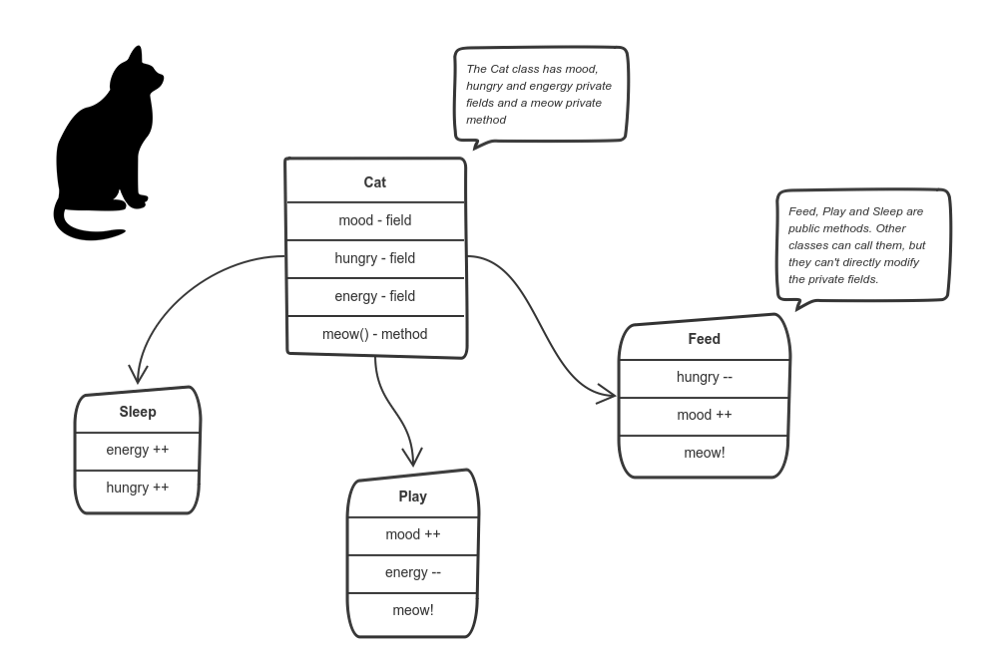 The Cat class has mood,
hungry and engergy private
fields and a meow private
method
Cat
mood - field
hungry - field
energy - field
meow() - method
Feed, Play and Sleep are
public methods. Other
classes can call them, but
they can't directly modify
the private fields.
Feed
hungry --
mood ++
meow!
Sleep
energy ++
hungry ++
Play
mood ++
energy --
meow!